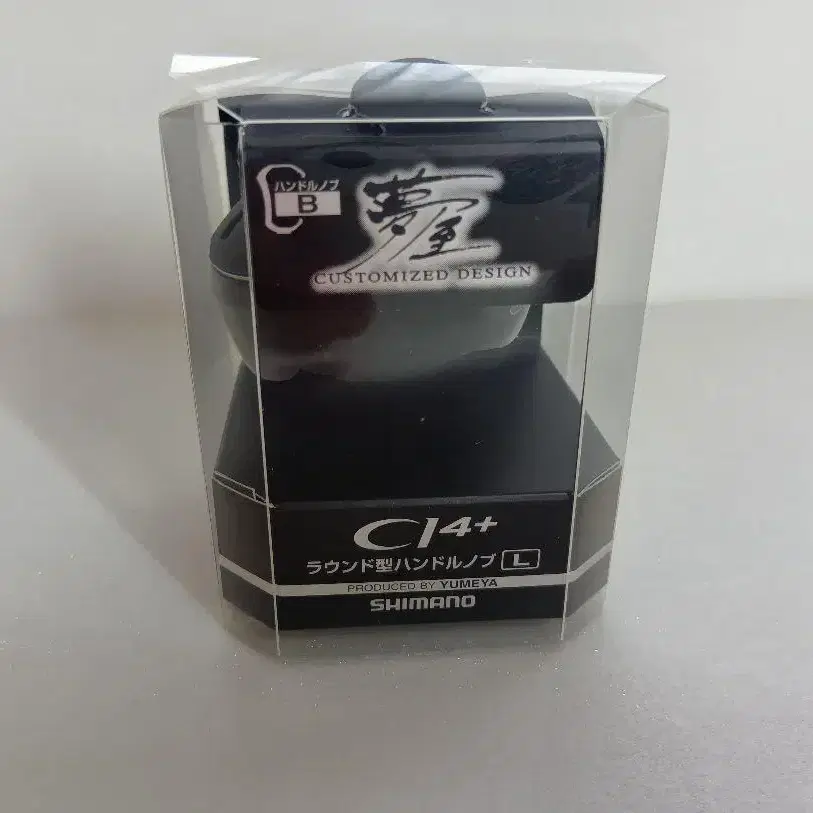 ハンドルノブ
B
夢屋
CUSTOMIZED DESIGN
CI4+
ラウンド型ハンドルノブ L
PRODUCED BY YUMEYA
SHIMANO